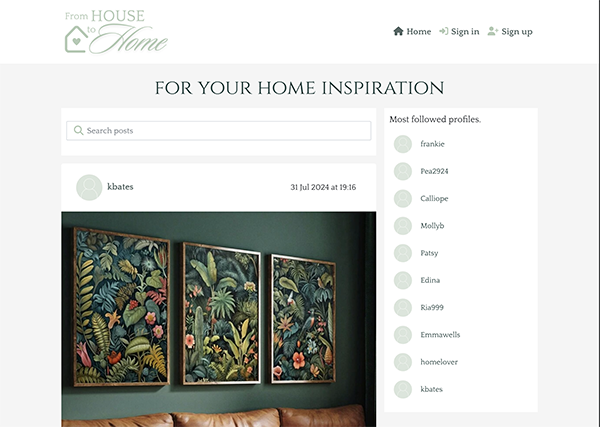 From HOUSE
to Home
Home Sign in Sign up
FOR YOUR HOME INSPIRATION
Search posts
kbates 31 Jul 2024 at 19:16
Most followed profiles.
frankie
Pea2924
Calliope
Mollyb
Patsy
Edina
Ria999
Emmawells
homelover
kbates